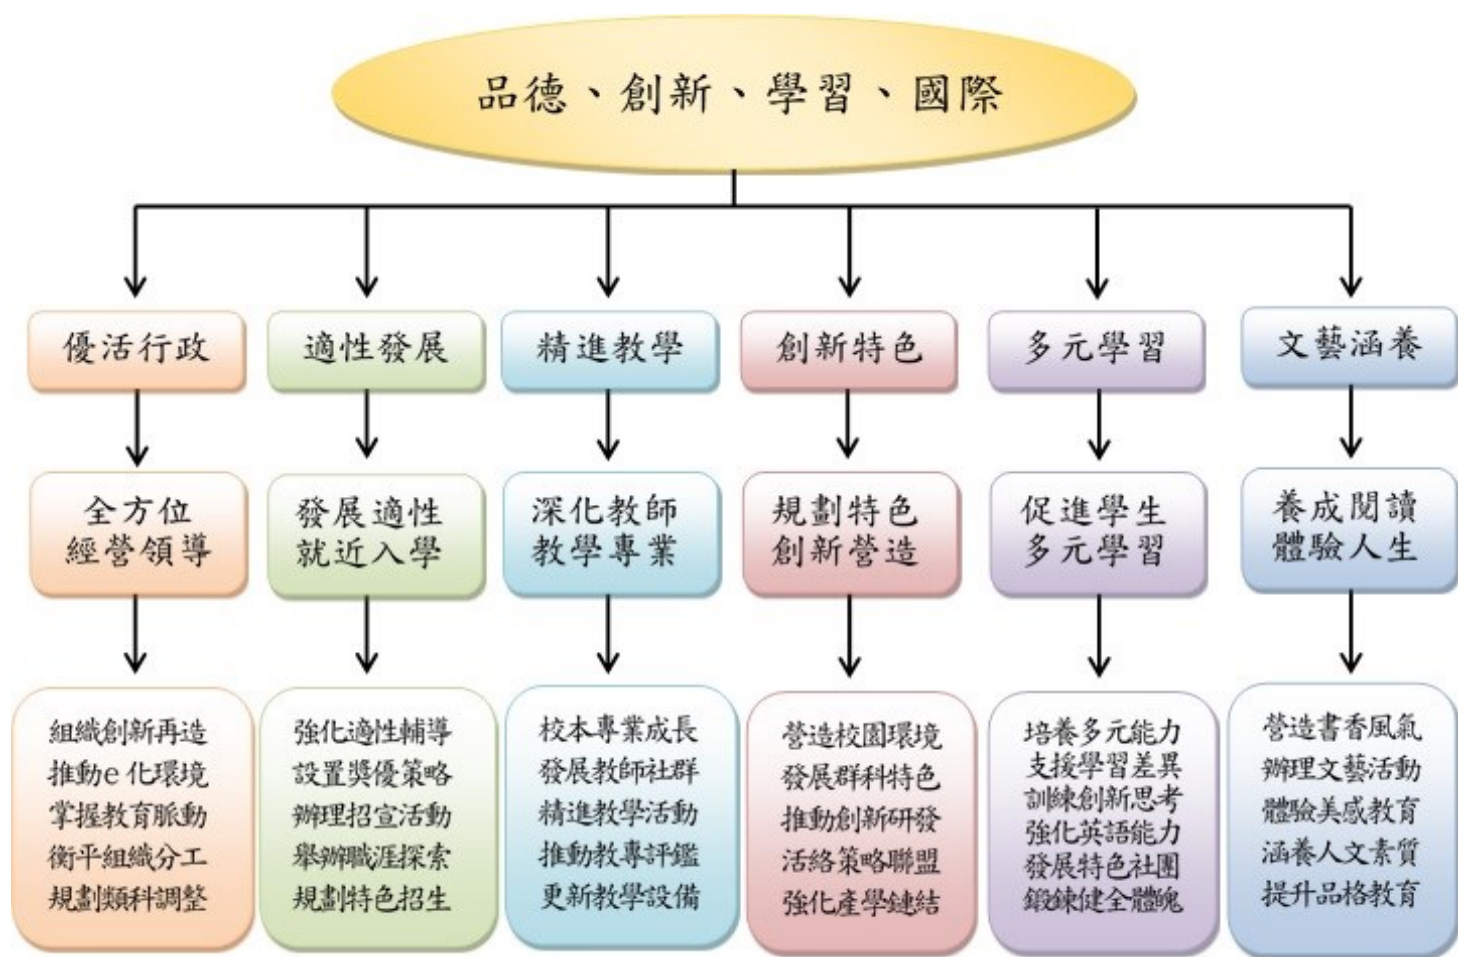 品德、創新、學習、國際
優活行政
適性發展
精進教學
創新特色
多元學習
文藝涵養
全方位
經營領導
發展適性
就近入學
深化教師
教學專業
規劃特色
創新營造
促進學生
多元學習
養成閱讀
體驗人生
組織創新再造
推動e化環境
掌握教育脈動
衡平組織分工
規劃類科調整
強化適性輔導
設置獎優策略
辦理招宣活動
舉辦職涯探索
規劃特色招生
校本專業成長
發展教師社群
精進教學活動
推動教專評鑑
更新教學設備
營造校園環境
發展群科特色
推動創新研發
活絡策略聯盟
強化產學鏈結
培養多元能力
支援學習差異
訓練創新思考
強化英語能力
發展特色社團
鍛鍊健全體魄
營造書香風氣
辦理文藝活動
體驗美感教育
涵養人文素質
提升品格教育